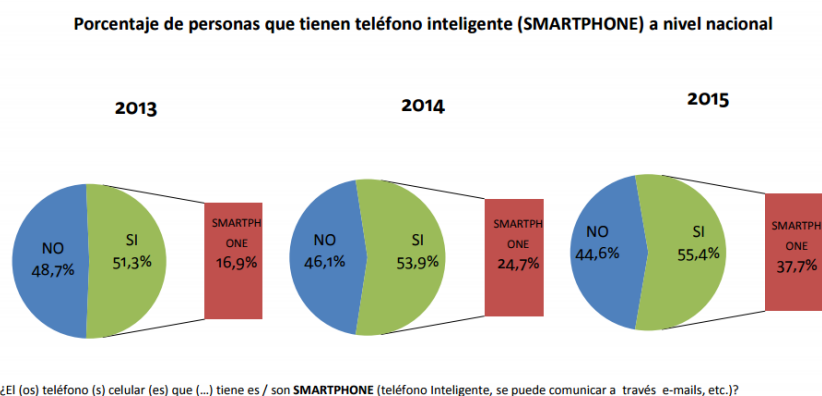 Porcentaje de personas que tienen teléfono inteligente (SMARTPHONE) a nivel nacional
2013
2014
2015
NO
48,7%
SI
51,3%
SMARTPH
ONE
16,9%
NO
46,1%
SI
53,9%
SMARTPH
ONE
24,7%
NO
44,6%
SI
55,4%
SMARTPH
ONE
37,7%
¿El (os) teléfono (s) celular (es) que (...) tiene es / son SMARTPHONE (teléfono Inteligente, se puede comunicar a través e-mails, etc.)?